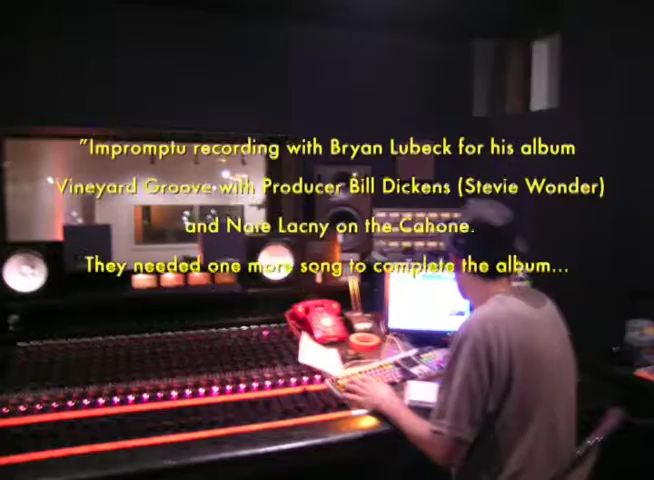 "Impromptu recording with Bryan Lubeck for his album
Vineyard Groove with Producer Bill Dickens (Stevie Wonder)
and Nate Lacny on the Cahone.
They needed one more song to complete the album...